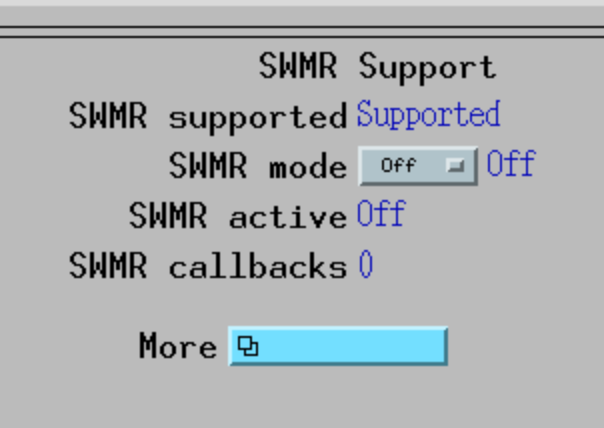 SWMR Support
SWMR supported Supported
SWMR mode Off Off
SWMR active Off
SWMR callbacks 0
More